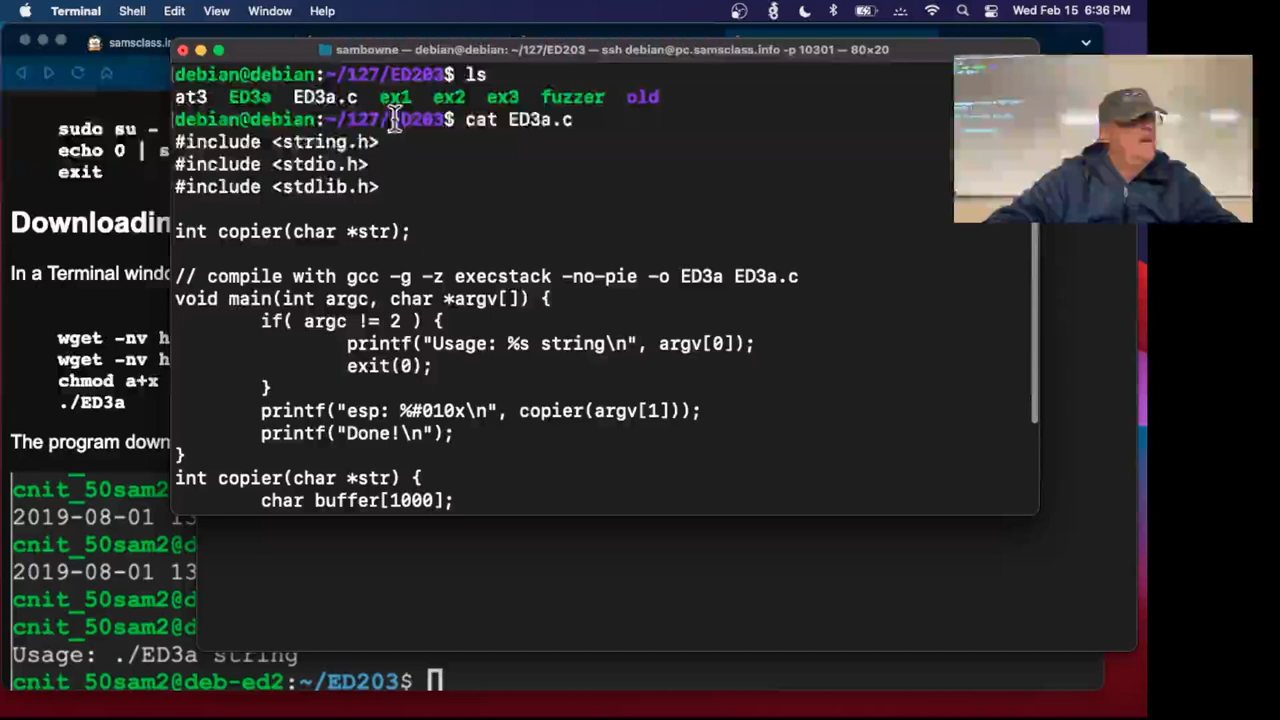 Terminal Shell Edit View Window Help Wed Feb 15 6:36 PM
samsclass.inf
sambowne — debian@debian: ~/127/ED203 — ssh debian@pc.samsclass.info -p 10301 — 80×20
debian@debian:~/127/ED203$ ls
at3 ED3a ED3a.c ex1 ex2 ex3 fuzzer old
debian@debian:~/127/ED203$ cat ED3a.c
#include <string.h>
#include <stdio.h>
#include <stdlib.h>
int copier(char *str);
// compile with gcc -g -z execstack -no-pie -o ED3a ED3a.c
void main(int argc, char *argv[]) {
if( argc != 2 ) {
printf("Usage: %s string\n", argv[0]);
exit(0);
}
printf("esp: %#010x\n", copier(argv[1]));
printf("Done!\n");
}
int copier(char *str) {
char buffer[1000];
sudo su -
echo 0 | s
exit
Downloadin
In a Terminal windo
wget -nv h
wget -nv h
chmod a+x
./ED3a
The program down
cnit_50sam2
2019-08-01 13
cnit_50sam2@d
2019-08-01 13
cnit_50sam2@d
cnit_50sam2@d
Usage: ./ED3a string
cnit_50sam2@deb-ed2:~/ED203$